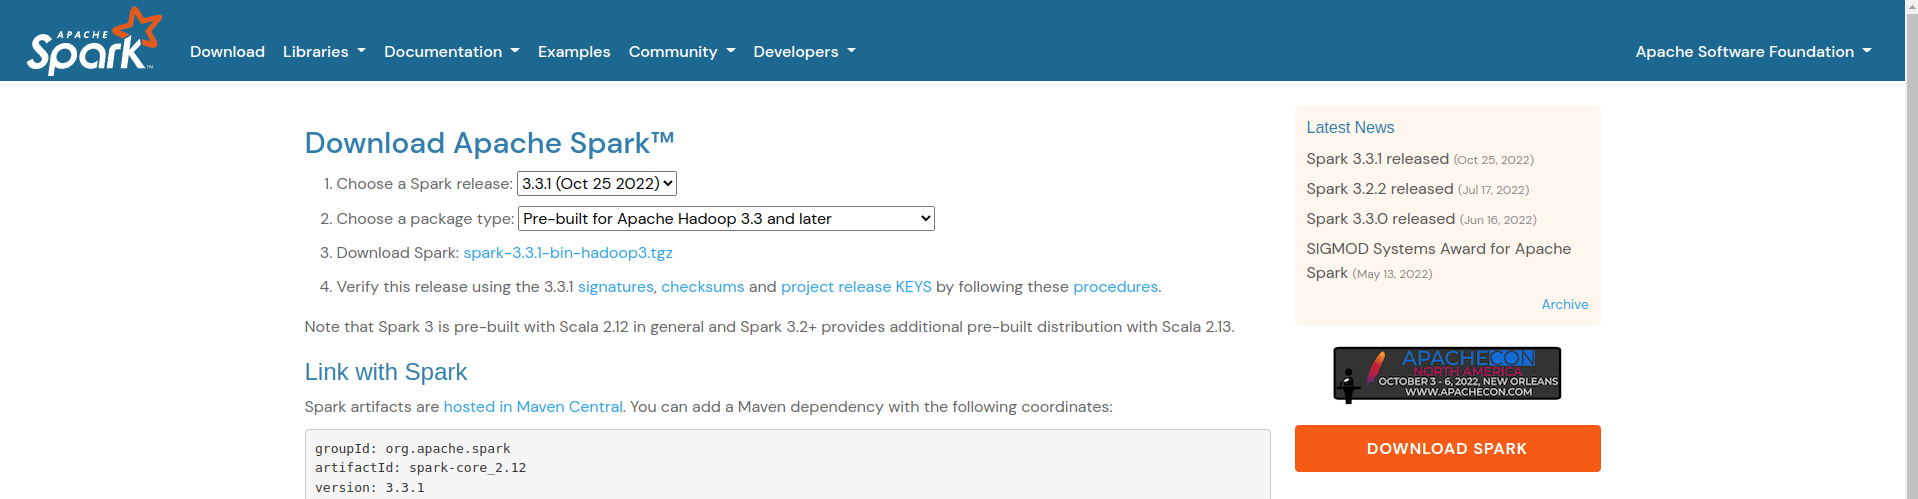 APACHE
Spark™
Download Libraries Documentation Examples Community Developers Apache Software Foundation
Download Apache Spark™
1. Choose a Spark release: 3.3.1 (Oct 25 2022)
2. Choose a package type: Pre-built for Apache Hadoop 3.3 and later
3. Download Spark: spark-3.3.1-bin-hadoop3.tgz
4. Verify this release using the 3.3.1 signatures, checksums and project release KEYS by following these procedures.
Note that Spark 3 is pre-built with Scala 2.12 in general and Spark 3.2+ provides additional pre-built distribution with Scala 2.13.
Link with Spark
Spark artifacts are hosted in Maven Central. You can add a Maven dependency with the following coordinates:
groupId: org.apache.spark
artifactId: spark-core_2.12
version: 3.3.1
Latest News
Spark 3.3.1 released (Oct 25, 2022)
Spark 3.2.2 released (Jul 17, 2022)
Spark 3.3.0 released (Jun 16, 2022)
SIGMOD Systems Award for Apache
Spark (May 13, 2022)
Archive
APACHECON
NORTH AMERICA
OCTOBER 3 - 6, 2022, NEW ORLEANS
WWW.APACHECON.COM
DOWNLOAD SPARK